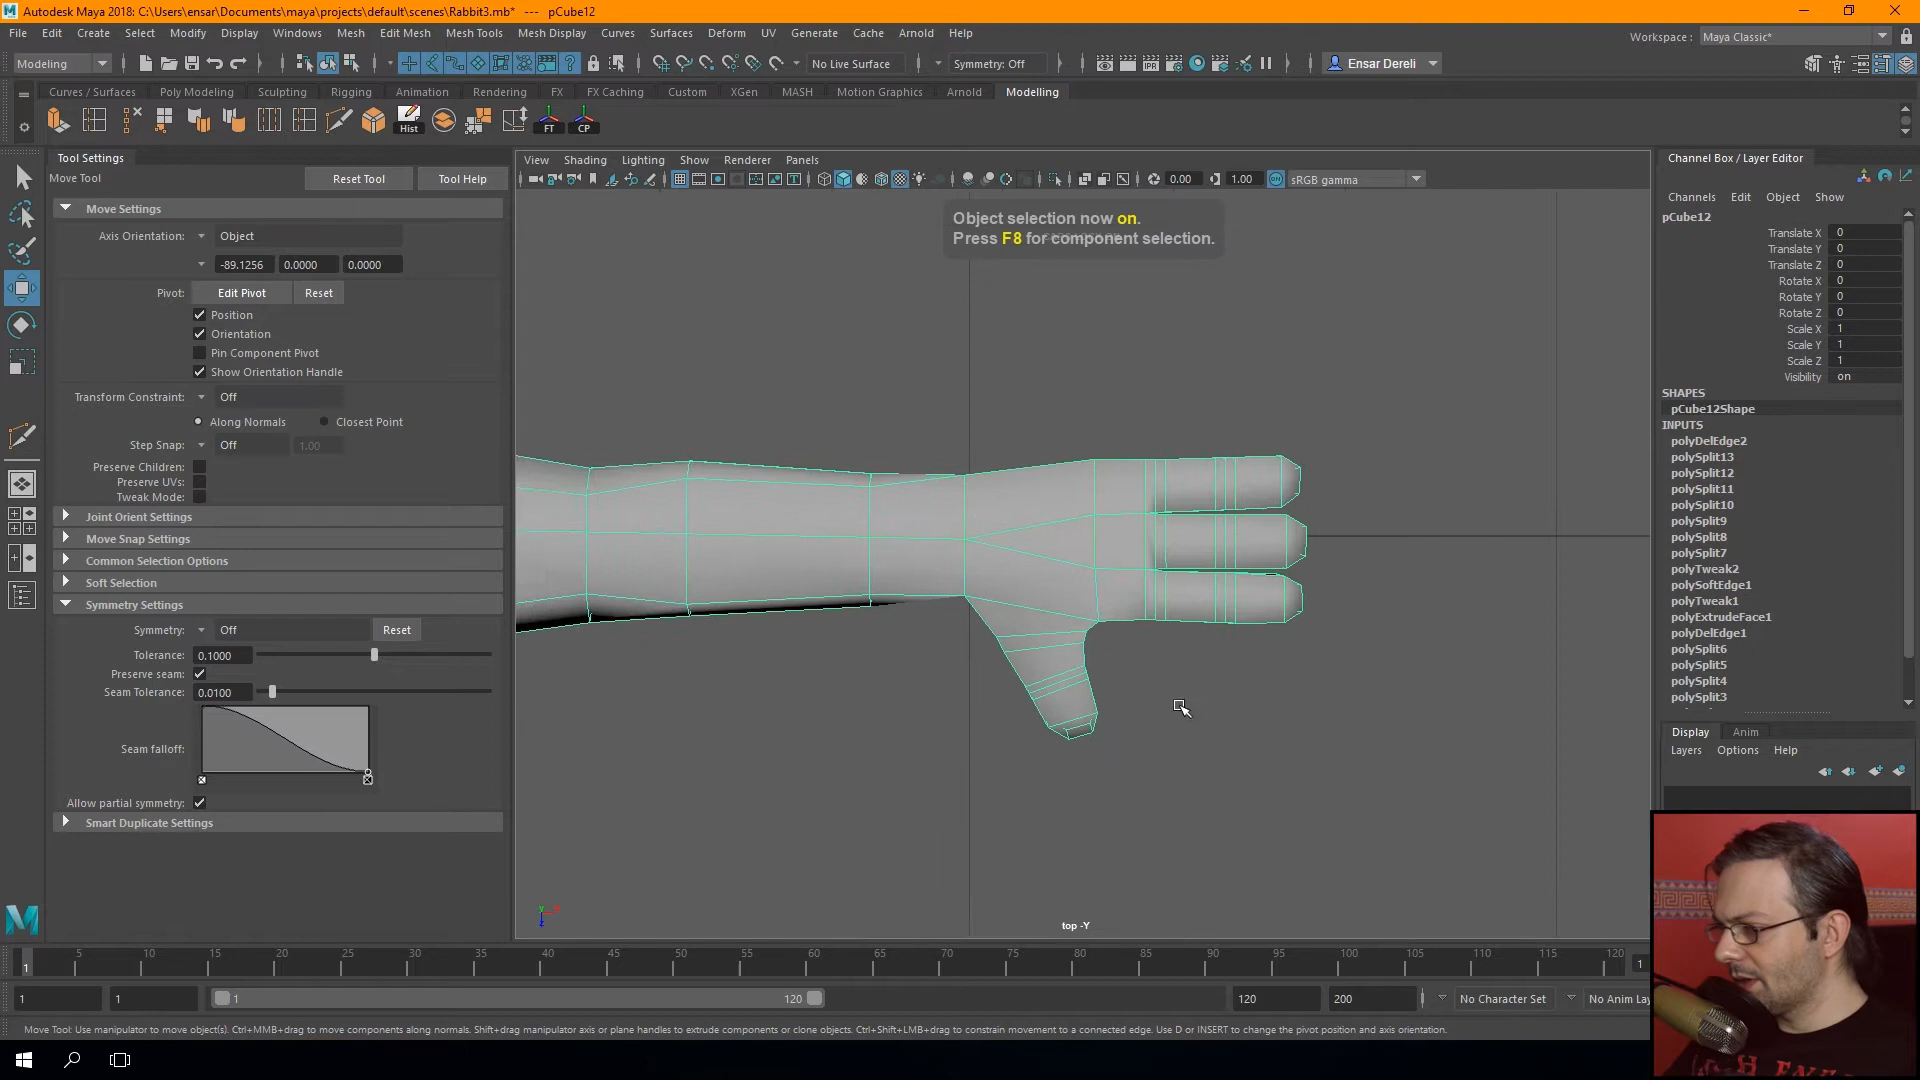 Autodesk Maya 2018: C:\Users\ensar\Documents\maya\projects\default\scenes\Rabbit3.mb* --- pCube12
File Edit Create Select Modify Display Windows Mesh Edit Mesh Mesh Tools Mesh Display Curves Surfaces Deform UV Generate Cache Arnold Help
Workspace : Maya Classic*
Modeling No Live Surface Symmetry: Off Ensar Dereli
Curves / Surfaces Poly Modeling Sculpting Rigging Animation Rendering FX FX Caching Custom XGen MASH Motion Graphics Arnold Modelling
Hist FT CP
Tool Settings
Move Tool Reset Tool Tool Help
Move Settings
Axis Orientation: Object
-89.1256 0.0000 0.0000
Pivot: Edit Pivot Reset
Position
Orientation
Pin Component Pivot
Show Orientation Handle
Transform Constraint: Off
Along Normals Closest Point
Step Snap: Off 1.00
Preserve Children:
Preserve UVs:
Tweak Mode:
Joint Orient Settings
Move Snap Settings
Common Selection Options
Soft Selection
Symmetry Settings
Symmetry: Off Reset
Tolerance: 0.1000
Preserve seam:
Seam Tolerance: 0.0100
Seam falloff:
Allow partial symmetry:
Smart Duplicate Settings
View Shading Lighting Show Renderer Panels
0.00 1.00 ON sRGB gamma
Object selection now on.
Press F8 for component selection.
top -Y
Channel Box / Layer Editor
Channels Edit Object Show
pCube12
Translate X 0
Translate Y 0
Translate Z 0
Rotate X 0
Rotate Y 0
Rotate Z 0
Scale X 1
Scale Y 1
Scale Z 1
Visibility on
SHAPES
pCube12Shape
INPUTS
polyDelEdge2
polySplit13
polySplit12
polySplit11
polySplit10
polySplit9
polySplit8
polySplit7
polyTweak2
polySoftEdge1
polyTweak1
polyExtrudeFace1
polyDelEdge1
polySplit6
polySplit5
polySplit4
polySplit3
Display Anim
Layers Options Help
1 5 10 15 20 25 30 35 40 45 50 55 60 65 70 75 80 85 90 95 100 105 110 115 120 1
1 1 1 120 120 200 No Character Set No Anim Lay
Move Tool: Use manipulator to move object(s). Ctrl+MMB+drag to move components along normals. Shift+drag manipulator axis or plane handles to extrude components or clone objects. Ctrl+Shift+LMB+drag to constrain movement to a connected edge. Use D or INSERT to change the pivot position and axis orientation.